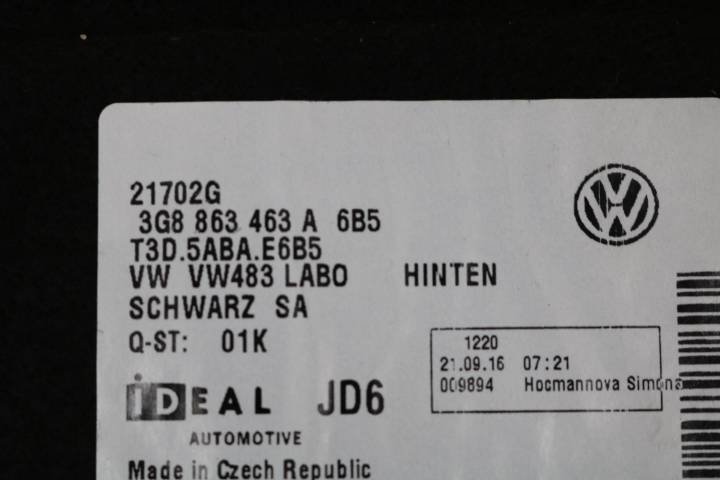 21702G
3G8 863 463 A 6B5
T3D.5ABA.E6B5
VW VW483 LABO HINTEN
SCHWARZ SA
Q-ST: 01K
1220
21.09.16 07:21
009894 Hocmannova Simona
iDEAL JD6
AUTOMOTIVE
Made in Czech Republic